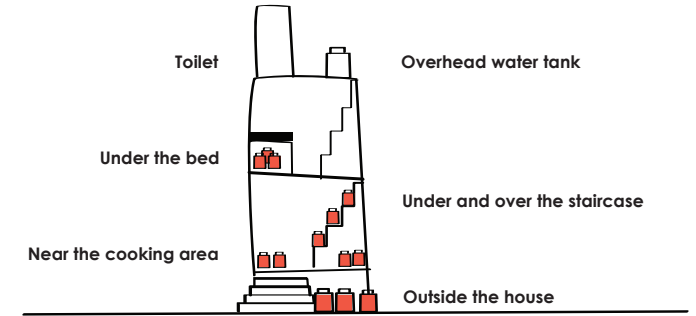 Toilet
Overhead water tank
Under the bed
Under and over the staircase
Near the cooking area
Outside the house